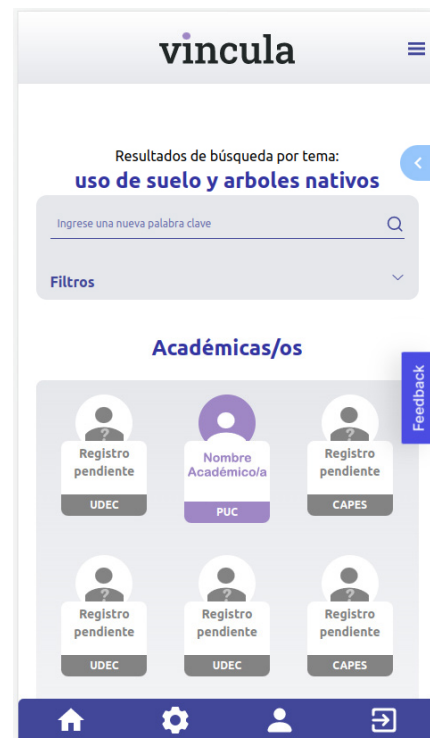 vincula
Resultados de búsqueda por tema:
uso de suelo y arboles nativos
Ingrese una nueva palabra clave
Filtros
Feedback
Académicas/os
?
Registro
pendiente
UDEC
Nombre
Académico/a
PUC
?
Registro
pendiente
CAPES
?
Registro
pendiente
UDEC
?
Registro
pendiente
UDEC
?
Registro
pendiente
CAPES